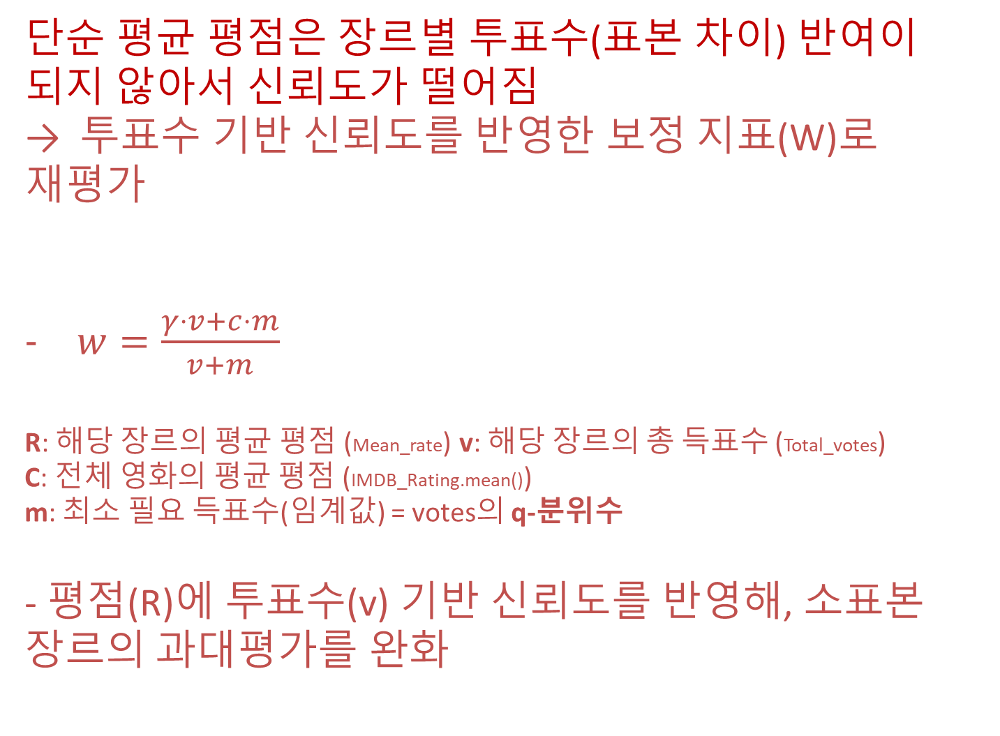 단순 평균 평점은 장르별 투표수(표본 차이) 반여이
되지 않아서 신뢰도가 떨어짐
→ 투표수 기반 신뢰도를 반영한 보정 지표(W)로
재평가
- w = \frac{γ·v+c·m}{v+m}
R: 해당 장르의 평균 평점 (Mean_rate) v: 해당 장르의 총 득표수 (Total_votes)
C: 전체 영화의 평균 평점 (IMDB_Rating.mean())
m: 최소 필요 득표수(임계값) = votes의 q-분위수
- 평점(R)에 투표수(v) 기반 신뢰도를 반영해, 소표본
장르의 과대평가를 완화